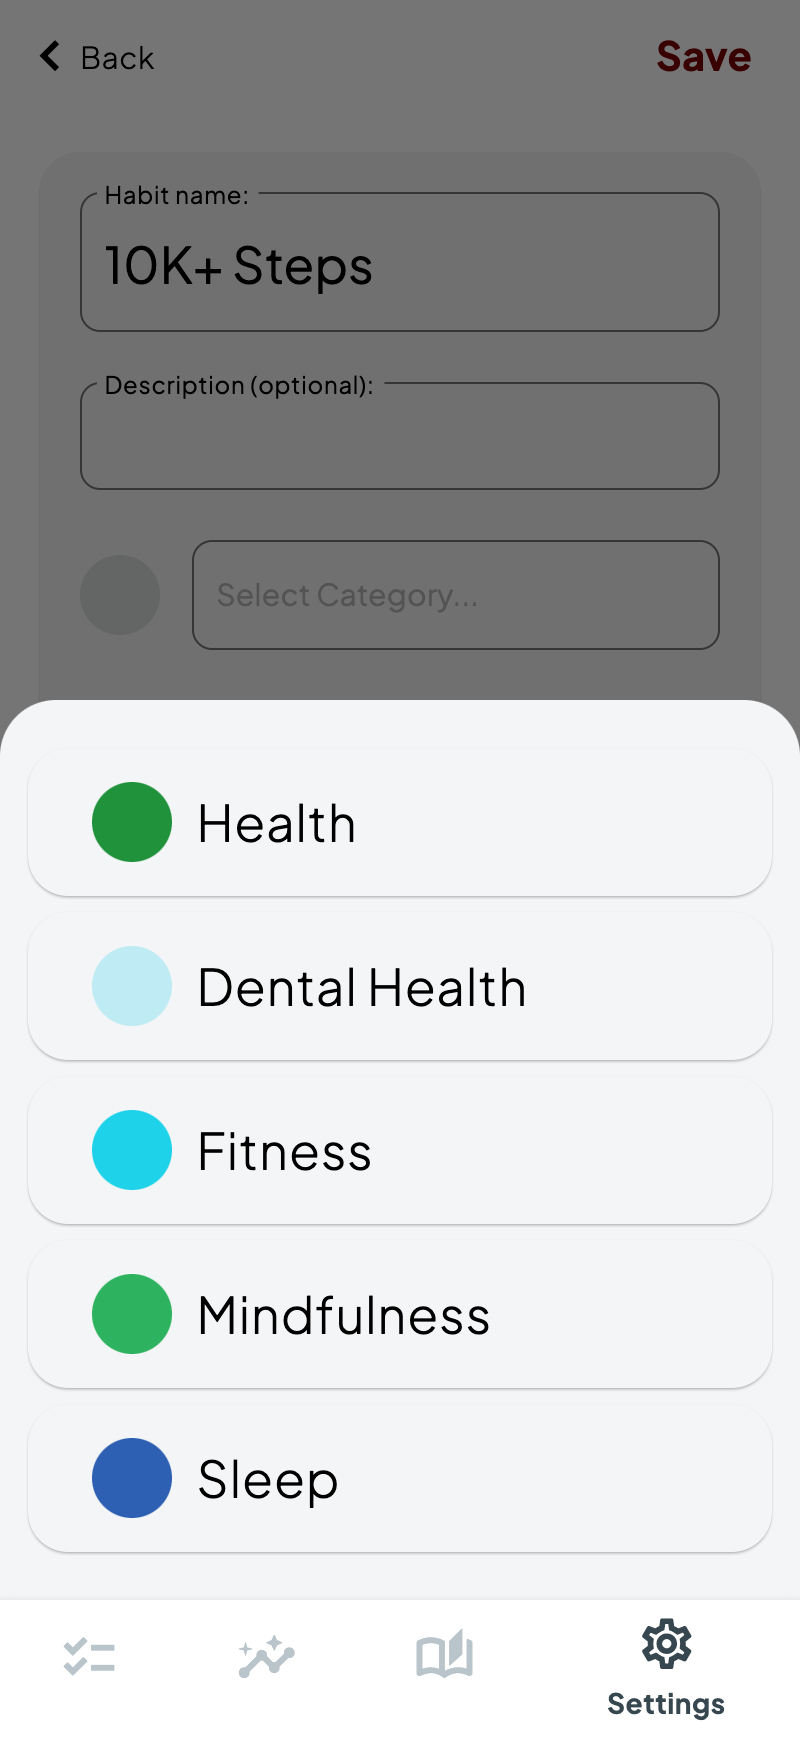 Back
Save
Habit name:
10K+ Steps
Description (optional):
Select Category...
Health
Dental Health
Fitness
Mindfulness
Sleep
Settings